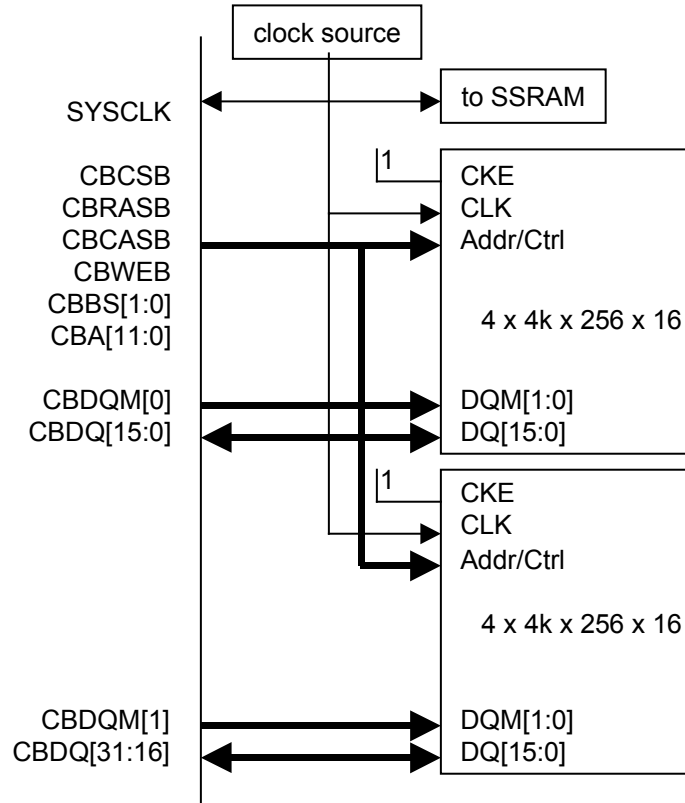 clock source
SYSCLK
to SSRAM
CBCSB
CBRASB
CBCASB
CBWEB
CBBS[1:0]
CBA[11:0]
1
CKE
CLK
Addr/Ctrl
4 x 4k x 256 x 16
CBDQM[0]
CBDQ[15:0]
DQM[1:0]
DQ[15:0]
1
CKE
CLK
Addr/Ctrl
4 x 4k x 256 x 16
CBDQM[1]
CBDQ[31:16]
DQM[1:0]
DQ[15:0]